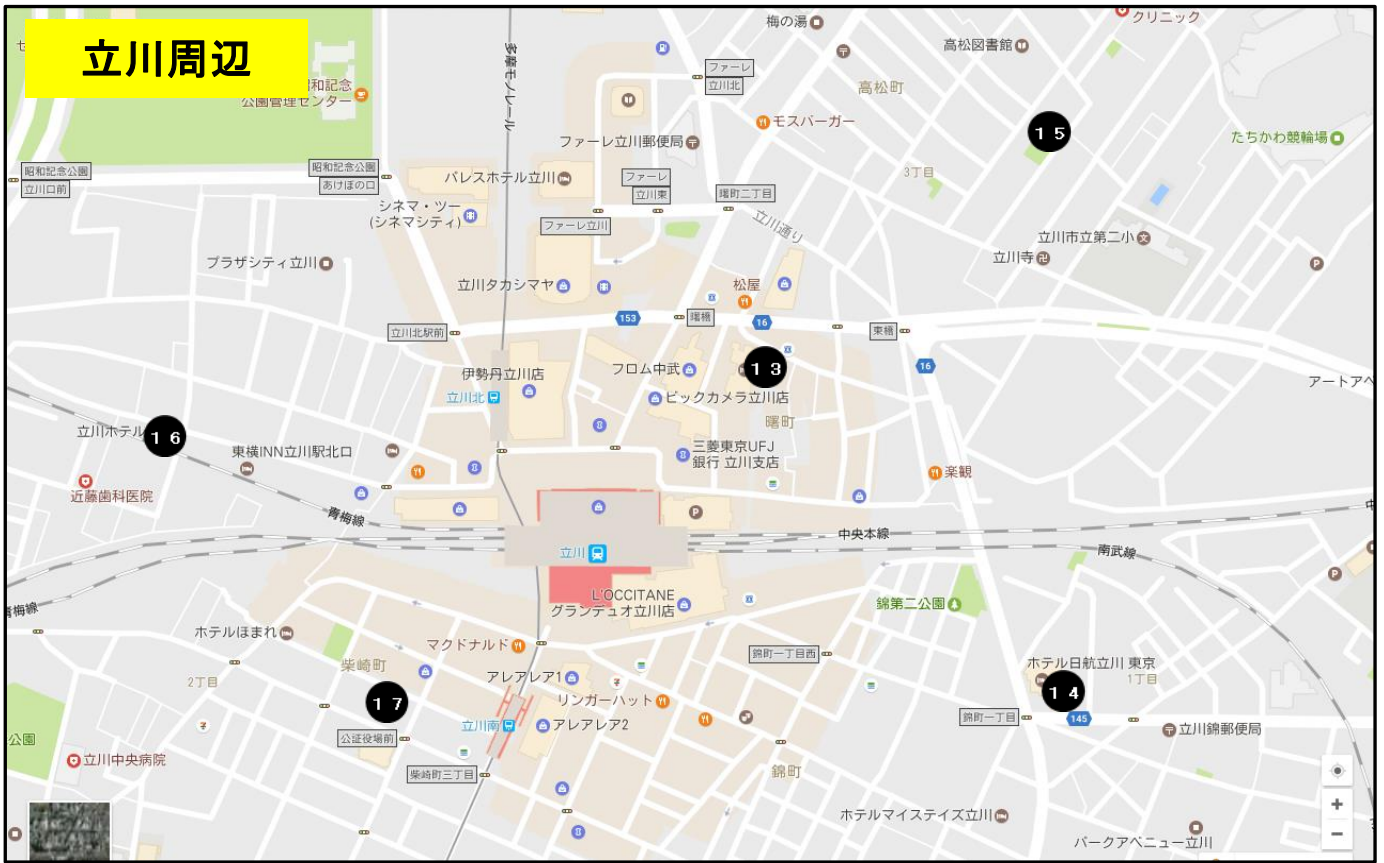 立川周辺
梅の湯
クリニック
高松図書館
高松町
ファーレ
立川北
多摩モノレール
和記念
公園管理センター
モスバーガー
15
たちかわ競輪場
ファーレ立川郵便局
3丁目
昭和記念公園
立川口前
昭和記念公園
あけぼの口
パレスホテル立川
ファーレ
立川東
曙町二丁目
シネマ・ツー
(シネマシティ)
ファーレ立川
立川通り
立川市立第二小
立川寺
プラザシティ立川
立川タカシマヤ
松屋
P
153
曙橋
16
東橋
立川北駅前
伊勢丹立川店
フロム中武
13
16
アートアベ
立川北
ビックカメラ立川店
曙町
立川ホテル
16
東横INN立川駅北口
三菱東京UFJ
銀行 立川支店
楽観
近藤歯科医院
青梅線
P
中央本線
中
立川
南武線
P
青梅線
L'OCCITANE
グランデュオ立川店
錦第二公園
ホテルほまれ
マクドナルド
錦町一丁目西
柴崎町
ホテル日航立川 東京
1丁目
2丁目
アレアレア1
リンガーハット
14
17
立川南
アレアレア2
錦町一丁目
145
立川錦郵便局
公園
公証役場前
立川中央病院
柴崎町三丁目
錦町
ホテルマイステイズ立川
パークアベニュー立川